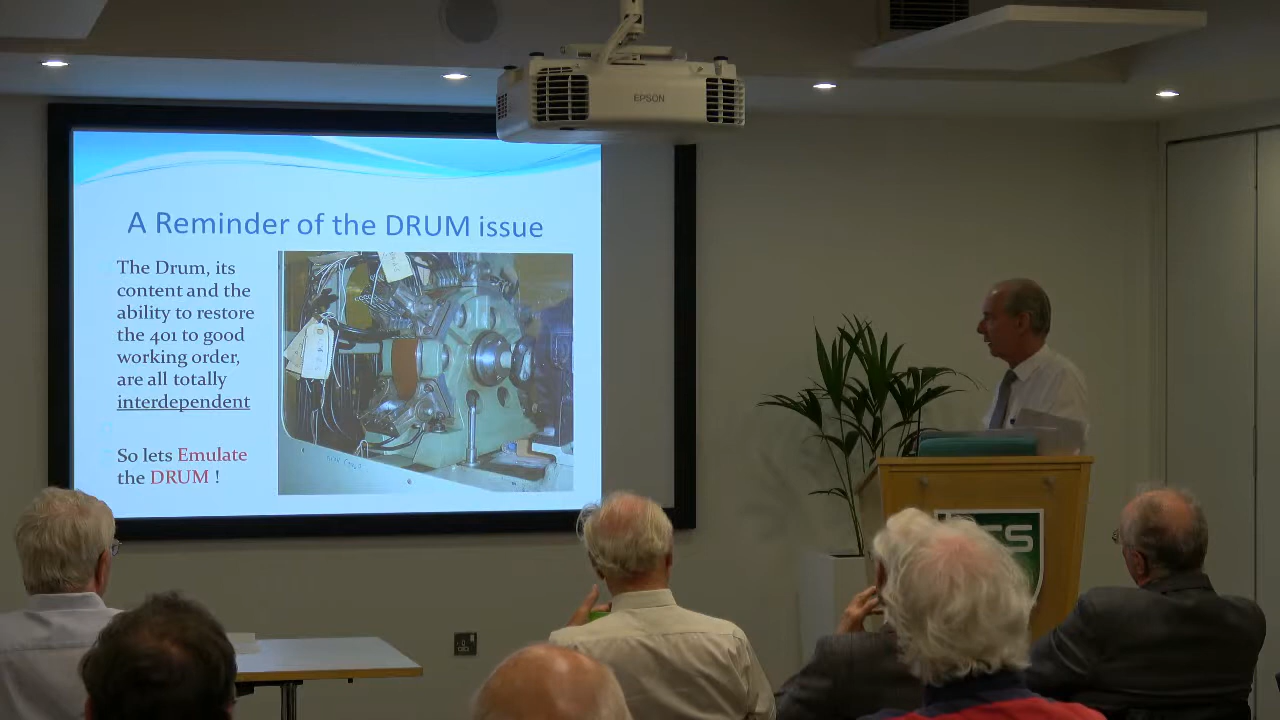 EPSON
A Reminder of the DRUM issue
The Drum, its
content and the
ability to restore
the 401 to good
working order,
are all totally
interdependent
So lets Emulate
the DRUM !